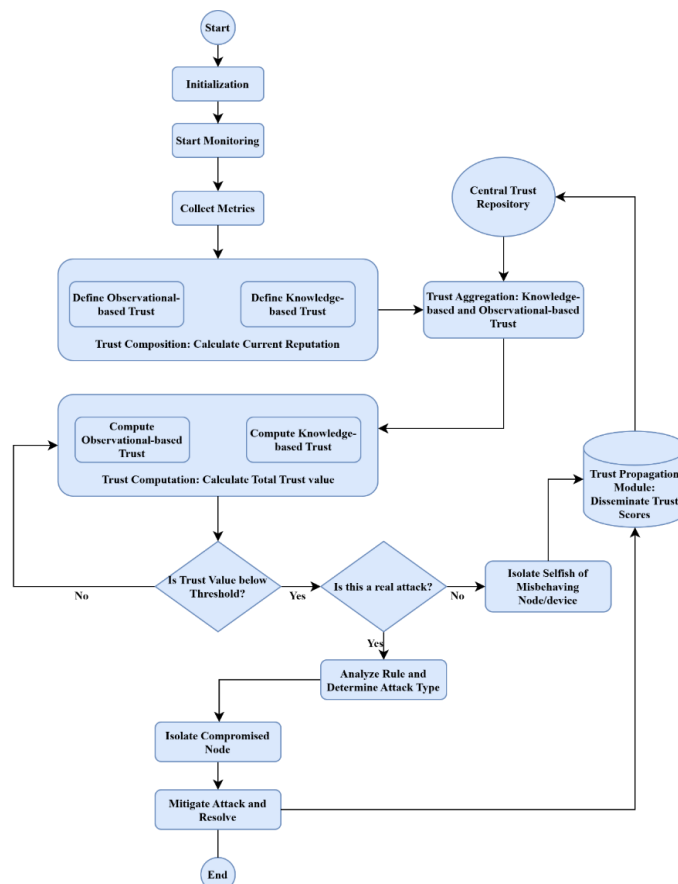 Start
Initialization
Start Monitoring
Collect Metrics
Central Trust
Repository
Define Observational-
based Trust
Define Knowledge-
based Trust
Trust Composition: Calculate Current Reputation
Trust Aggregation: Knowledge-
based and Observational-based
Trust
Compute
Observational-based
Trust
Compute Knowledge-
based Trust
Trust Computation: Calculate Total Trust value
Trust Propagation
Module:
Disseminate Trust
Scores
Is Trust Value below
Threshold?
No
Yes
Is this a real attack?
No
Yes
Isolate Selfish of
Misbehaving
Node/device
Analyze Rule and
Determine Attack Type
Isolate Compromised
Node
Mitigate Attack and
Resolve
End